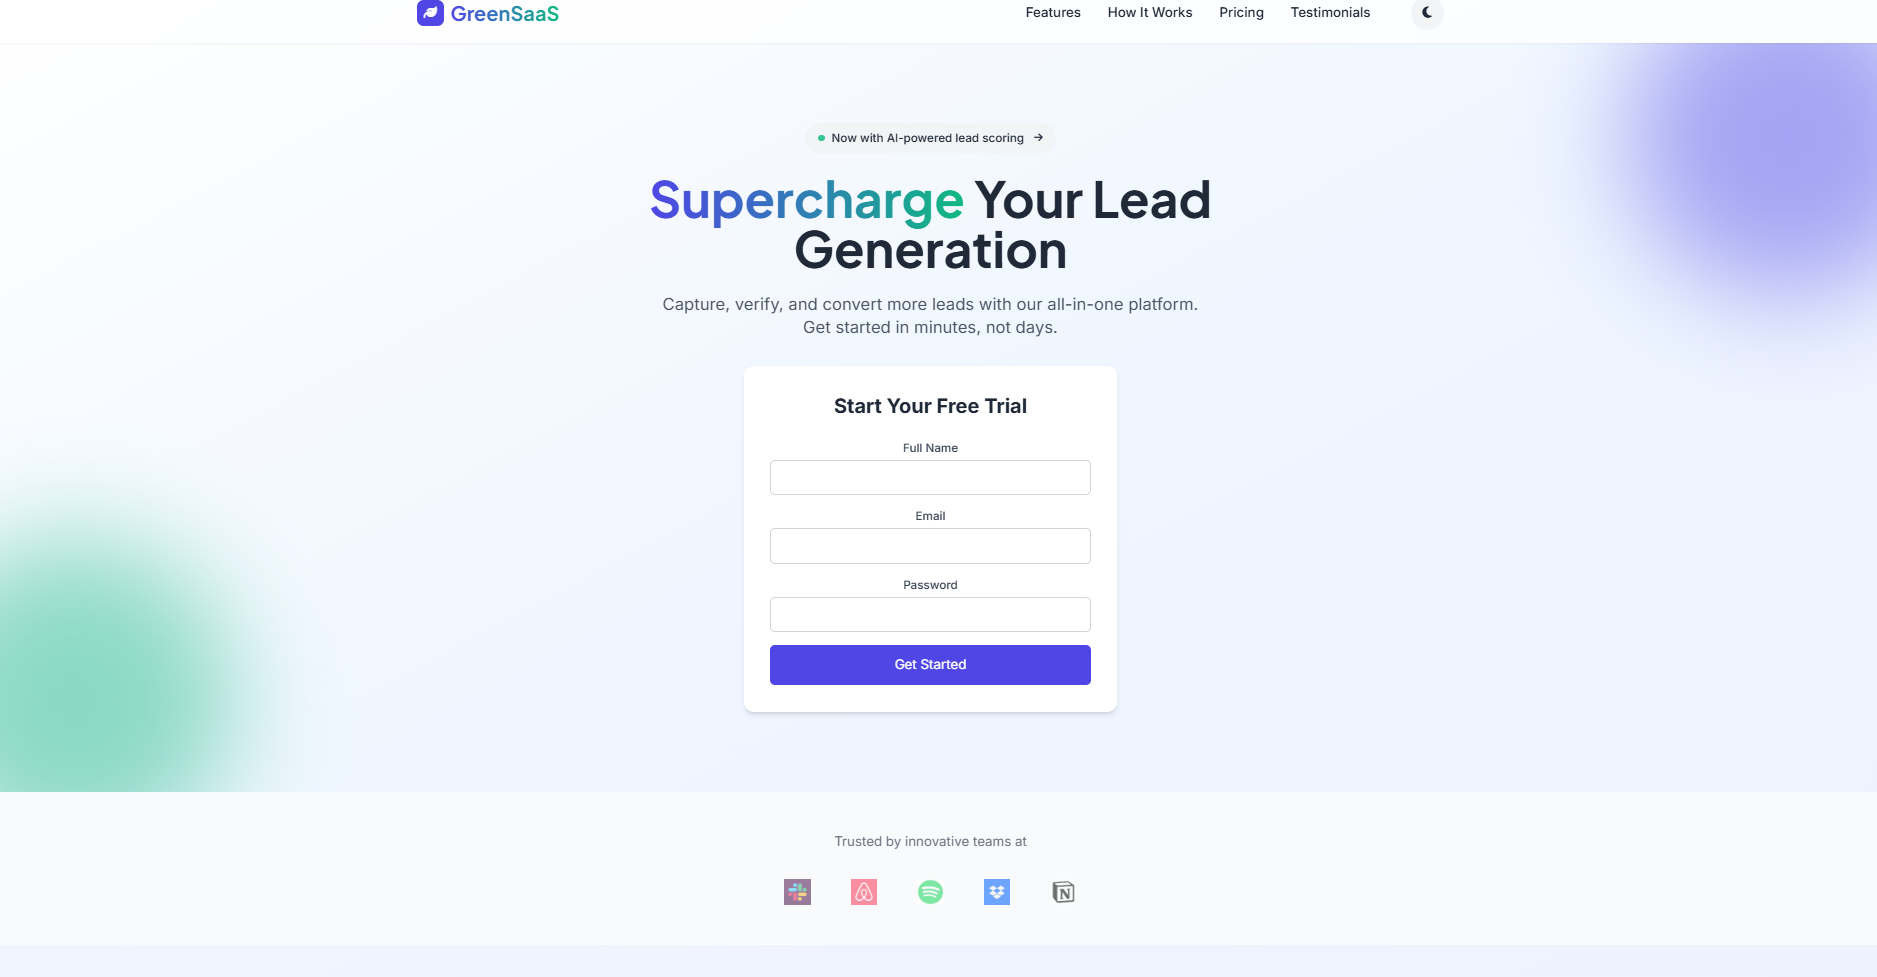 GreenSaaS
Features
How It Works
Pricing
Testimonials
Now with AI-powered lead scoring →
Supercharge Your Lead
Generation
Capture, verify, and convert more leads with our all-in-one platform.
Get started in minutes, not days.
Start Your Free Trial
Full Name
Email
Password
Get Started
Trusted by innovative teams at
N